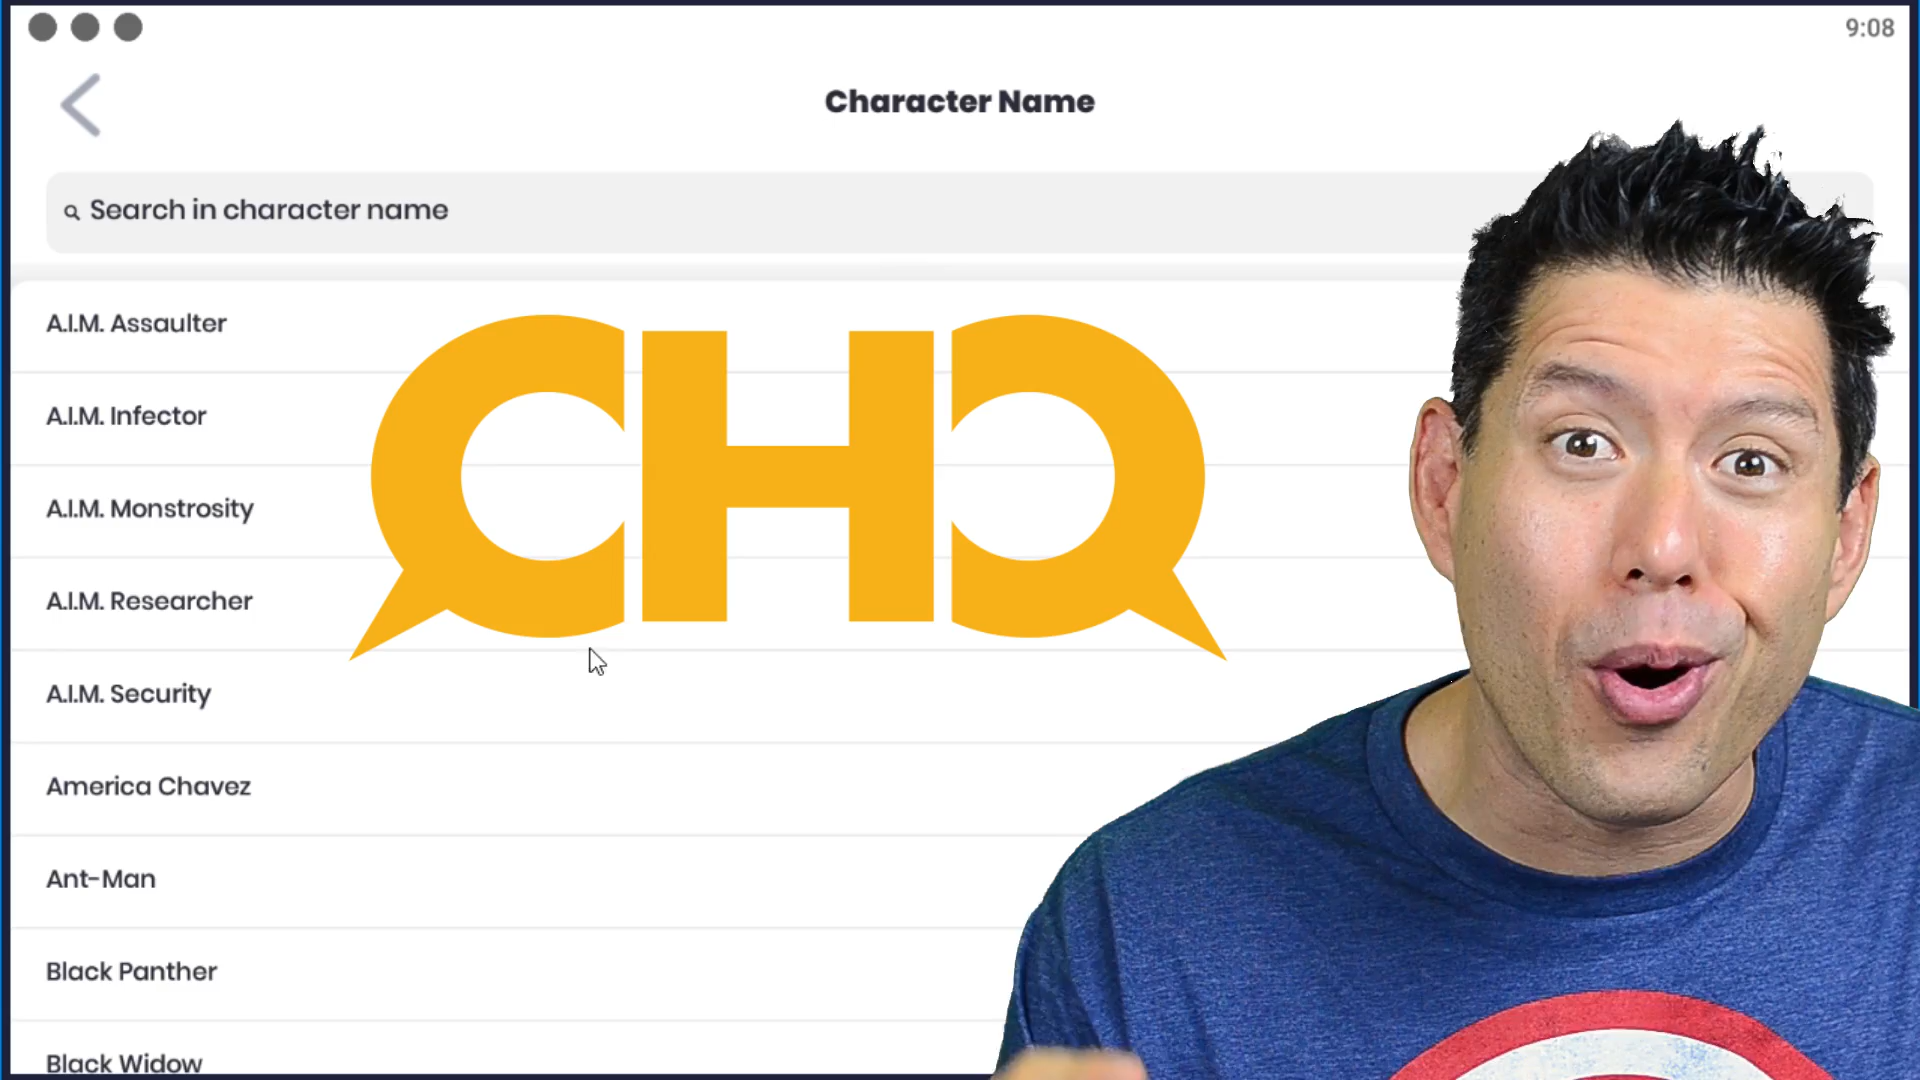 9:08
Character Name
Search in character name
A.I.M. Assaulter
A.I.M. Infector
A.I.M. Monstrosity
A.I.M. Researcher
A.I.M. Security
America Chavez
Ant-Man
Black Panther
Black Widow
CHC